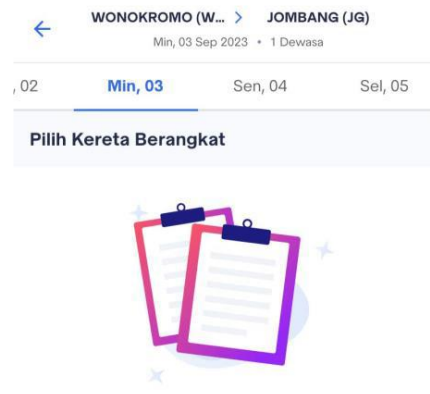 WONOKROMO (W... > JOMBANG (JG)
Min, 03 Sep 2023 • 1 Dewasa
, 02 Min, 03 Sen, 04 Sel, 05
Pilih Kereta Berangkat